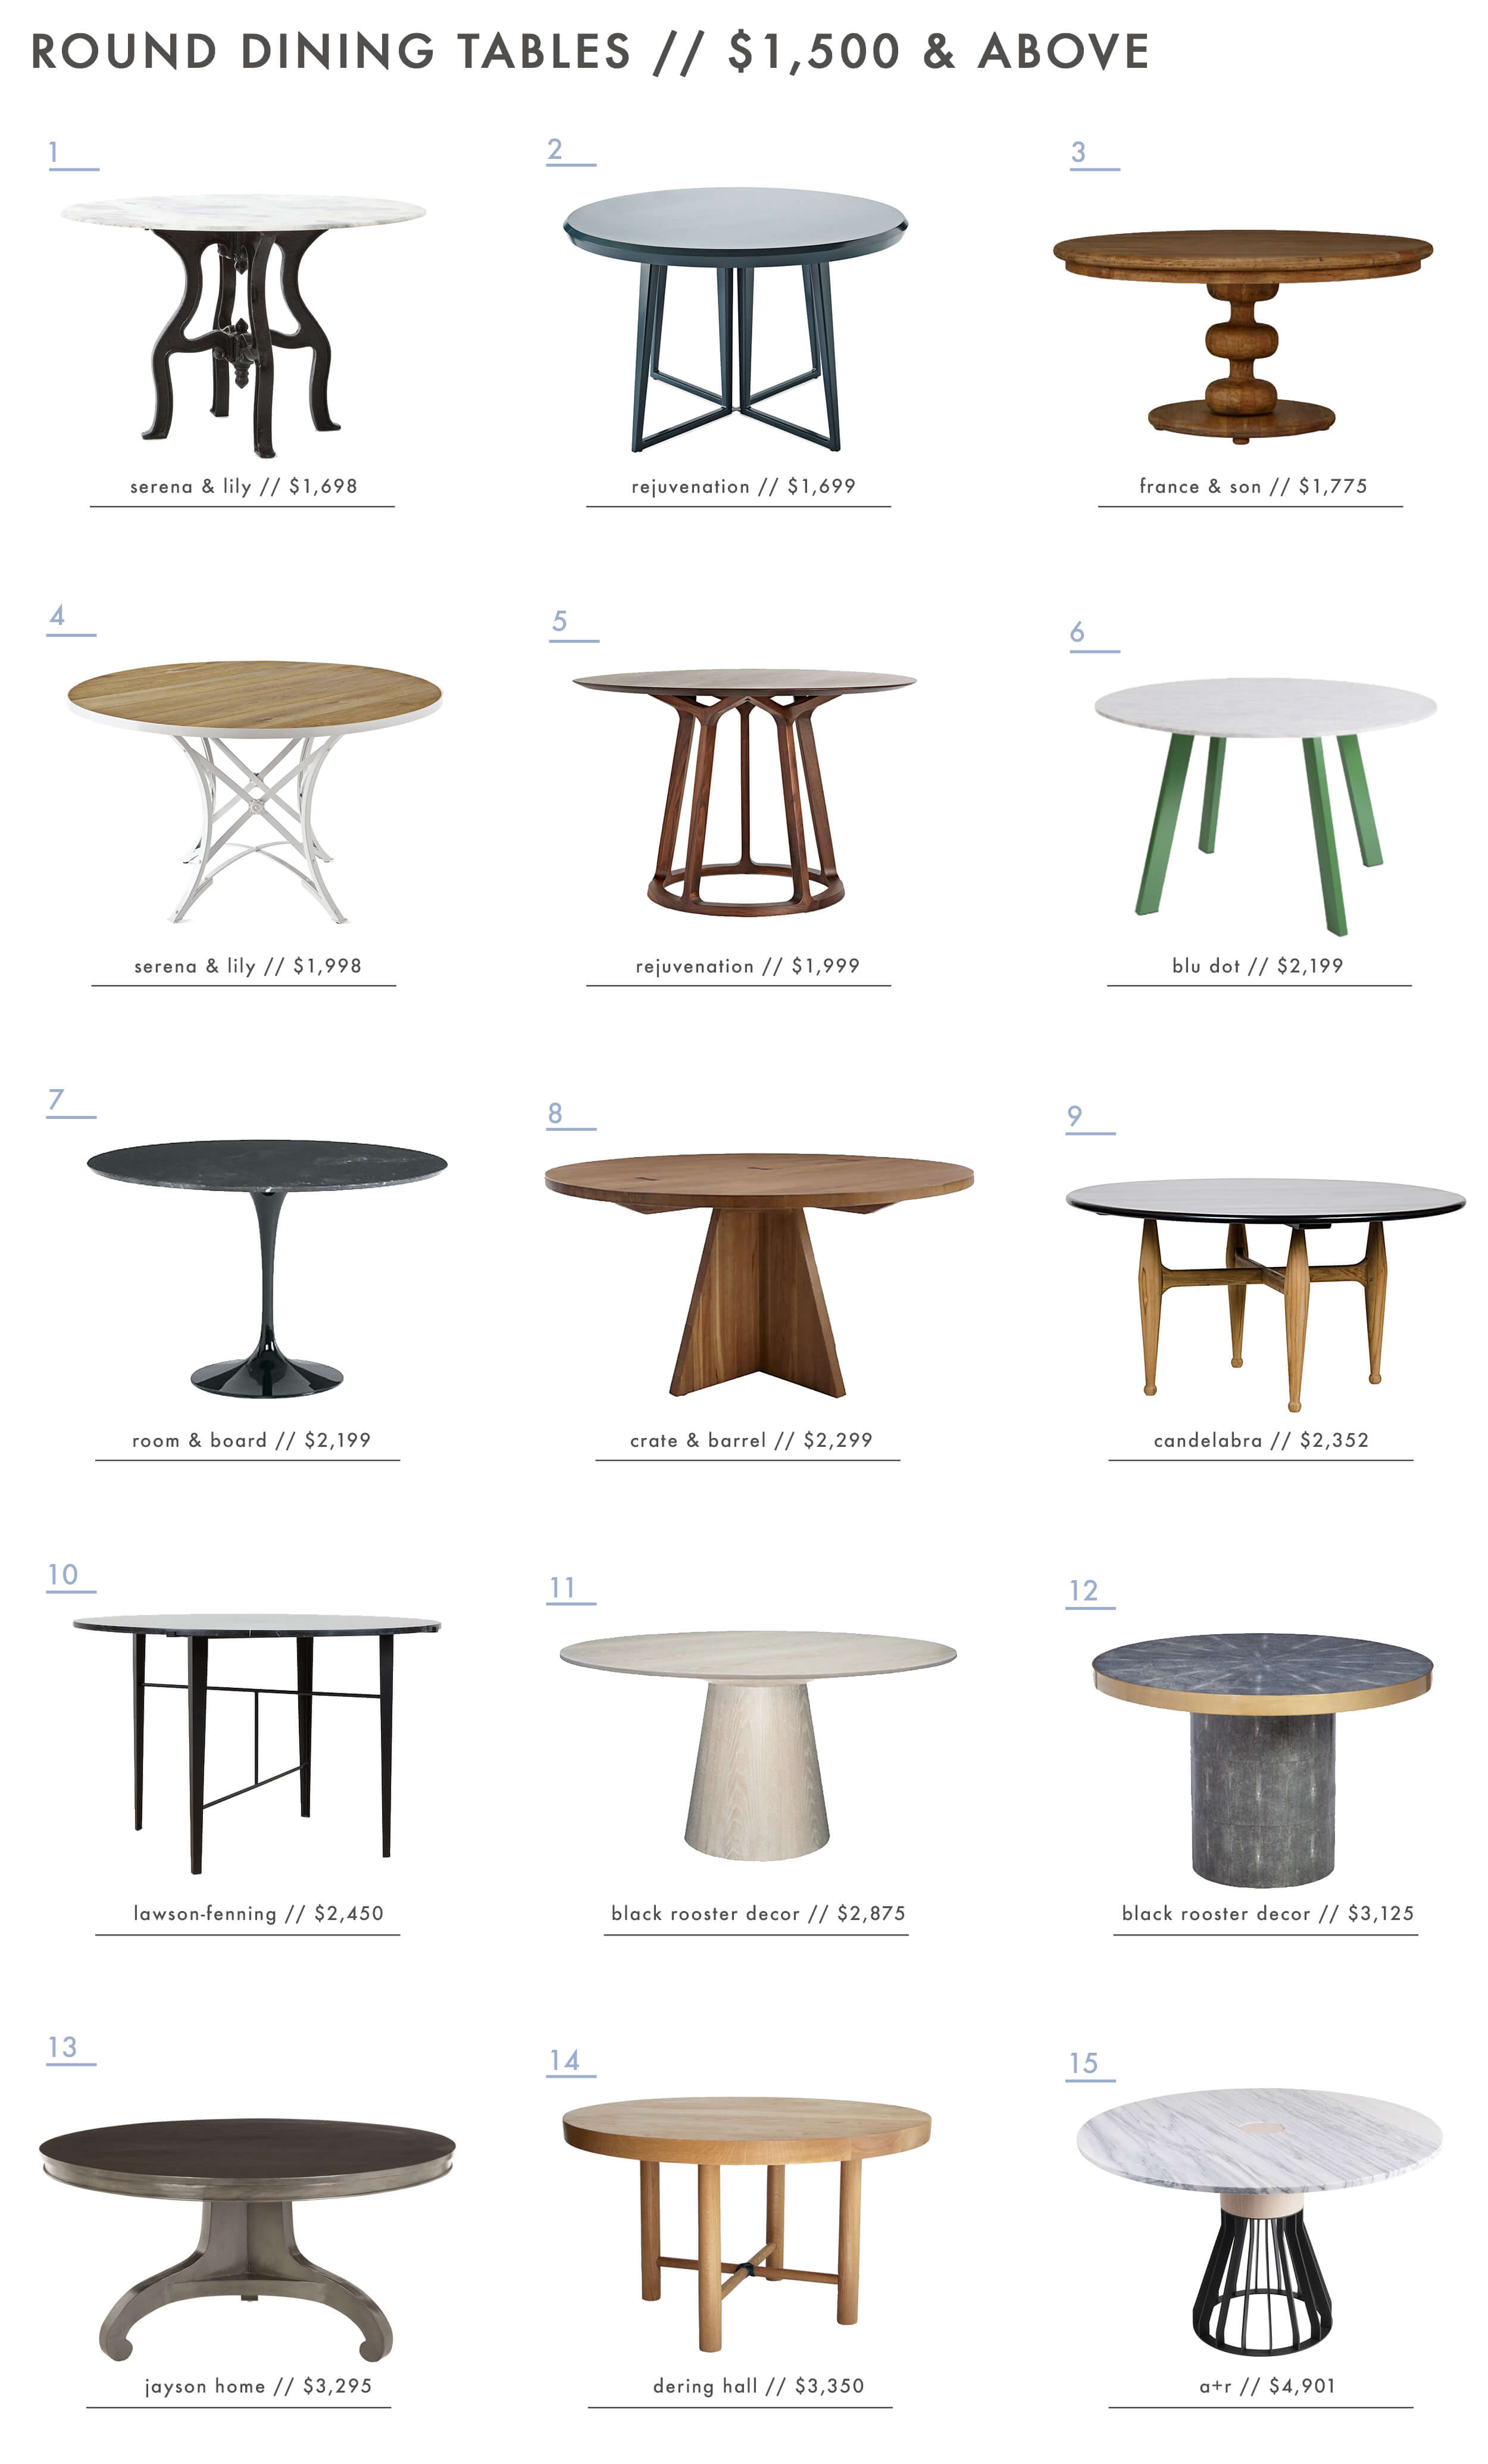 ROUND DINING TABLES // $1,500 & ABOVE
1
2
3
serena & lily // $1,698
rejuvenation // $1,699
france & son // $1,775
4
5
6
serena & lily // $1,998
rejuvenation // $1,999
blu dot // $2,199
7
8
9
room & board // $2,199
crate & barrel // $2,299
candelabra // $2,352
10
11
12
lawson-fenning // $2,450
black rooster decor // $2,875
black rooster decor // $3,125
13
14
15
jayson home // $3,295
dering hall // $3,350
a+r // $4,901